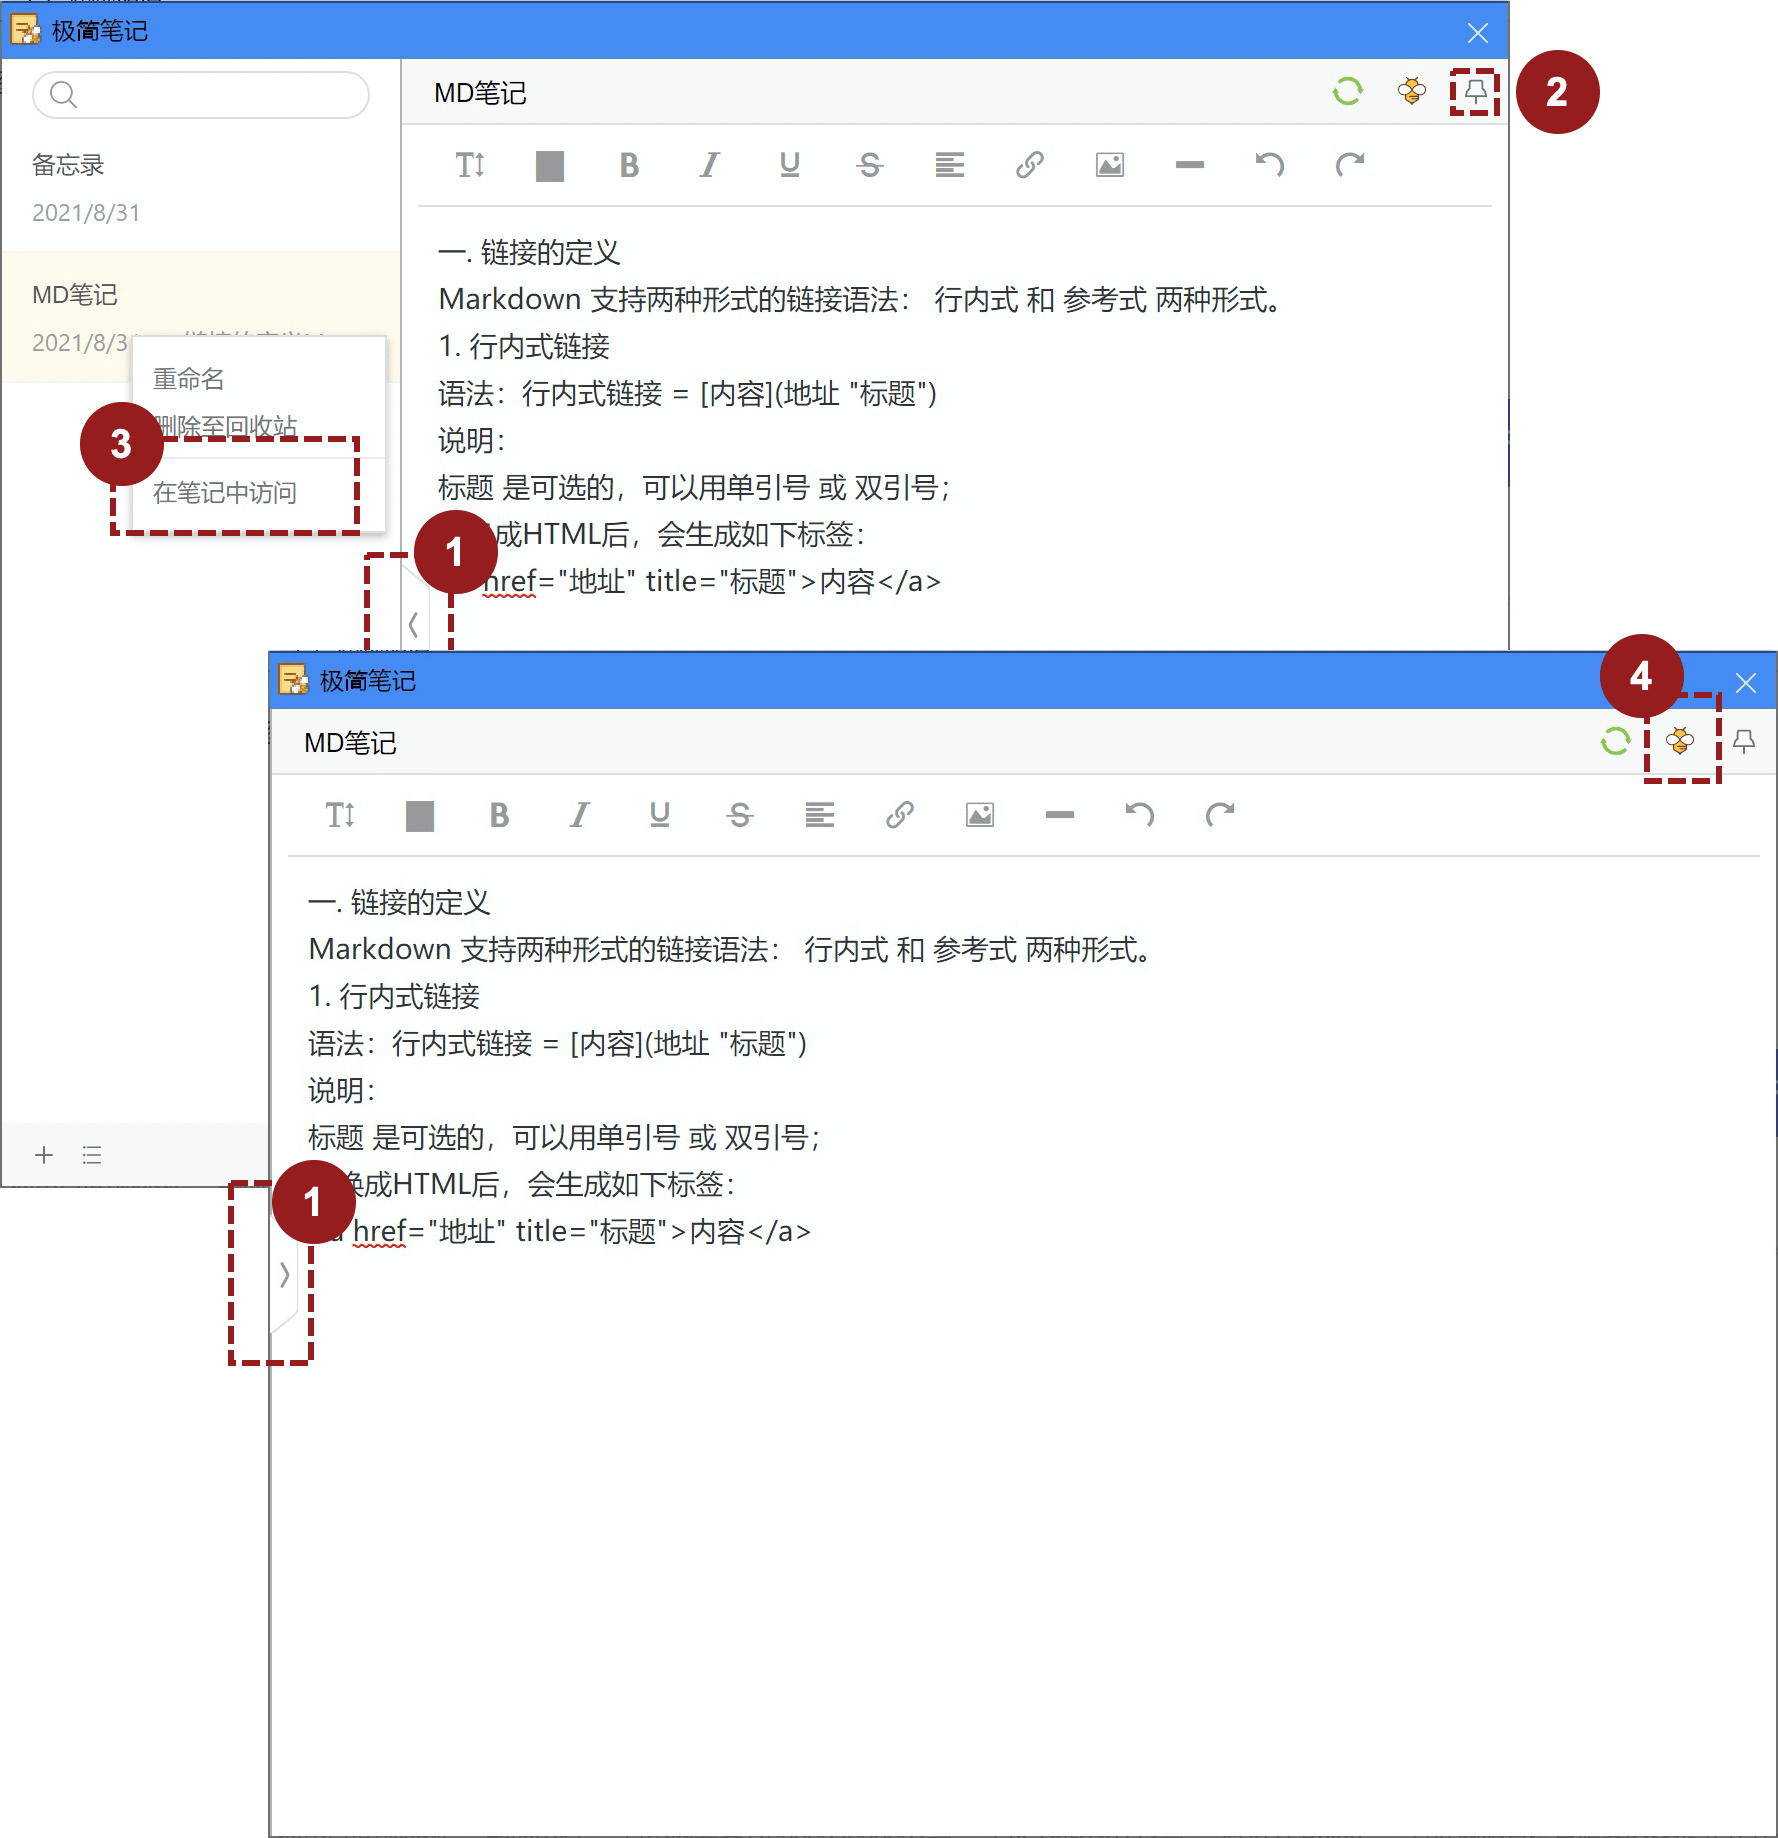 极简笔记
MD笔记
2
备忘录
2021/8/31
MD笔记
2021/8/3
重命名
删除至回收站
3
在笔记中访问
一. 链接的定义
Markdown 支持两种形式的链接语法： 行内式 和 参考式 两种形式。
1. 行内式链接
语法：行内式链接 = [内容](地址 "标题")
说明：
标题 是可选的，可以用单引号 或 双引号；
成HTML后，会生成如下标签：
1
href="地址" title="标题">内容</a>
极简笔记
4
MD笔记
一. 链接的定义
Markdown 支持两种形式的链接语法： 行内式 和 参考式 两种形式。
1. 行内式链接
语法：行内式链接 = [内容](地址 "标题")
说明：
标题 是可选的，可以用单引号 或 双引号；
换成HTML后，会生成如下标签：
1
href="地址" title="标题">内容</a>